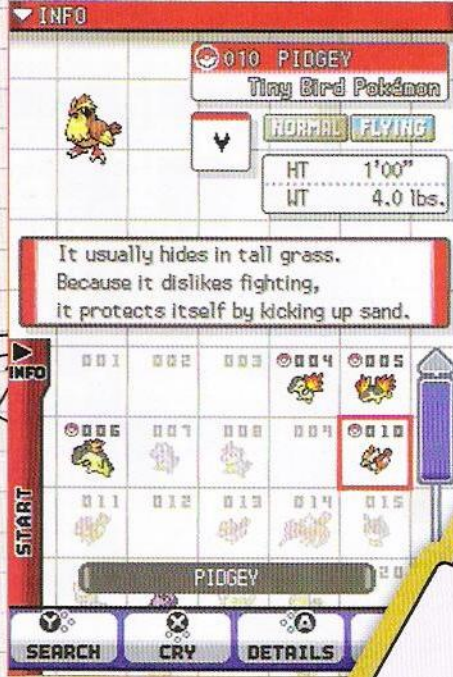 INFO
010 PIDGEY
Tiny Bird Pokémon
NORMAL FLYING
HT 1'00"
WT 4.0 lbs.
It usually hides in tall grass.
Because it dislikes fighting,
it protects itself by kicking up sand.
INFO
001 002 003 004 005
006 007 008 009 010
011 012 013 014 015
START
20
PIDGEY
Y X A
SEARCH CRY DETAILS